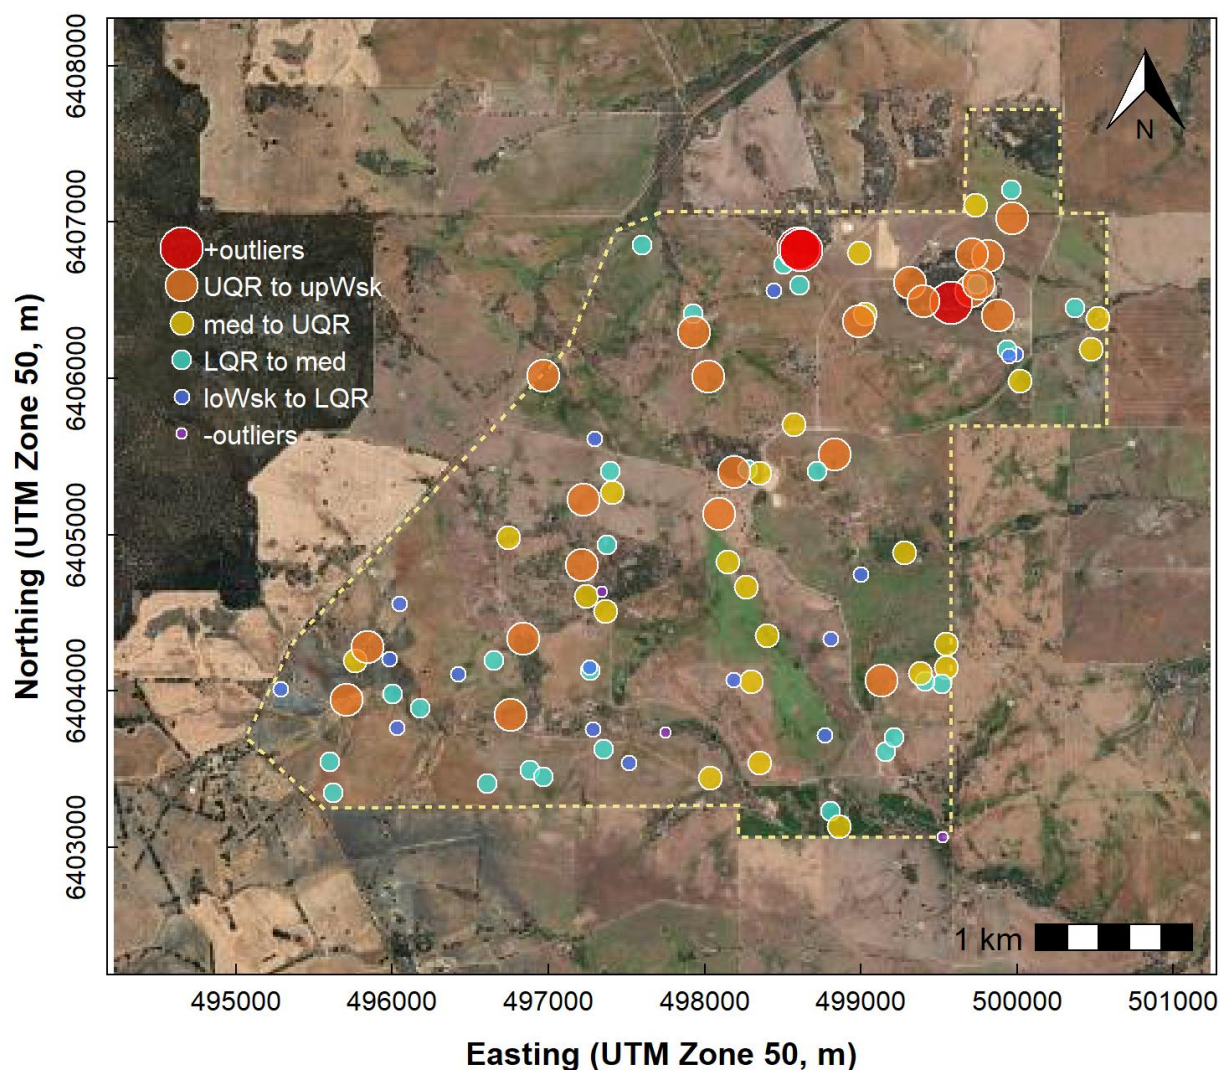 6408000
6407000
6406000
6405000
6404000
6403000
Northing (UTM Zone 50, m)
N
+outliers
UQR to upWsk
med to UQR
LQR to med
loWsk to LQR
-outliers
1 km
495000 496000 497000 498000 499000 500000 501000
Easting (UTM Zone 50, m)